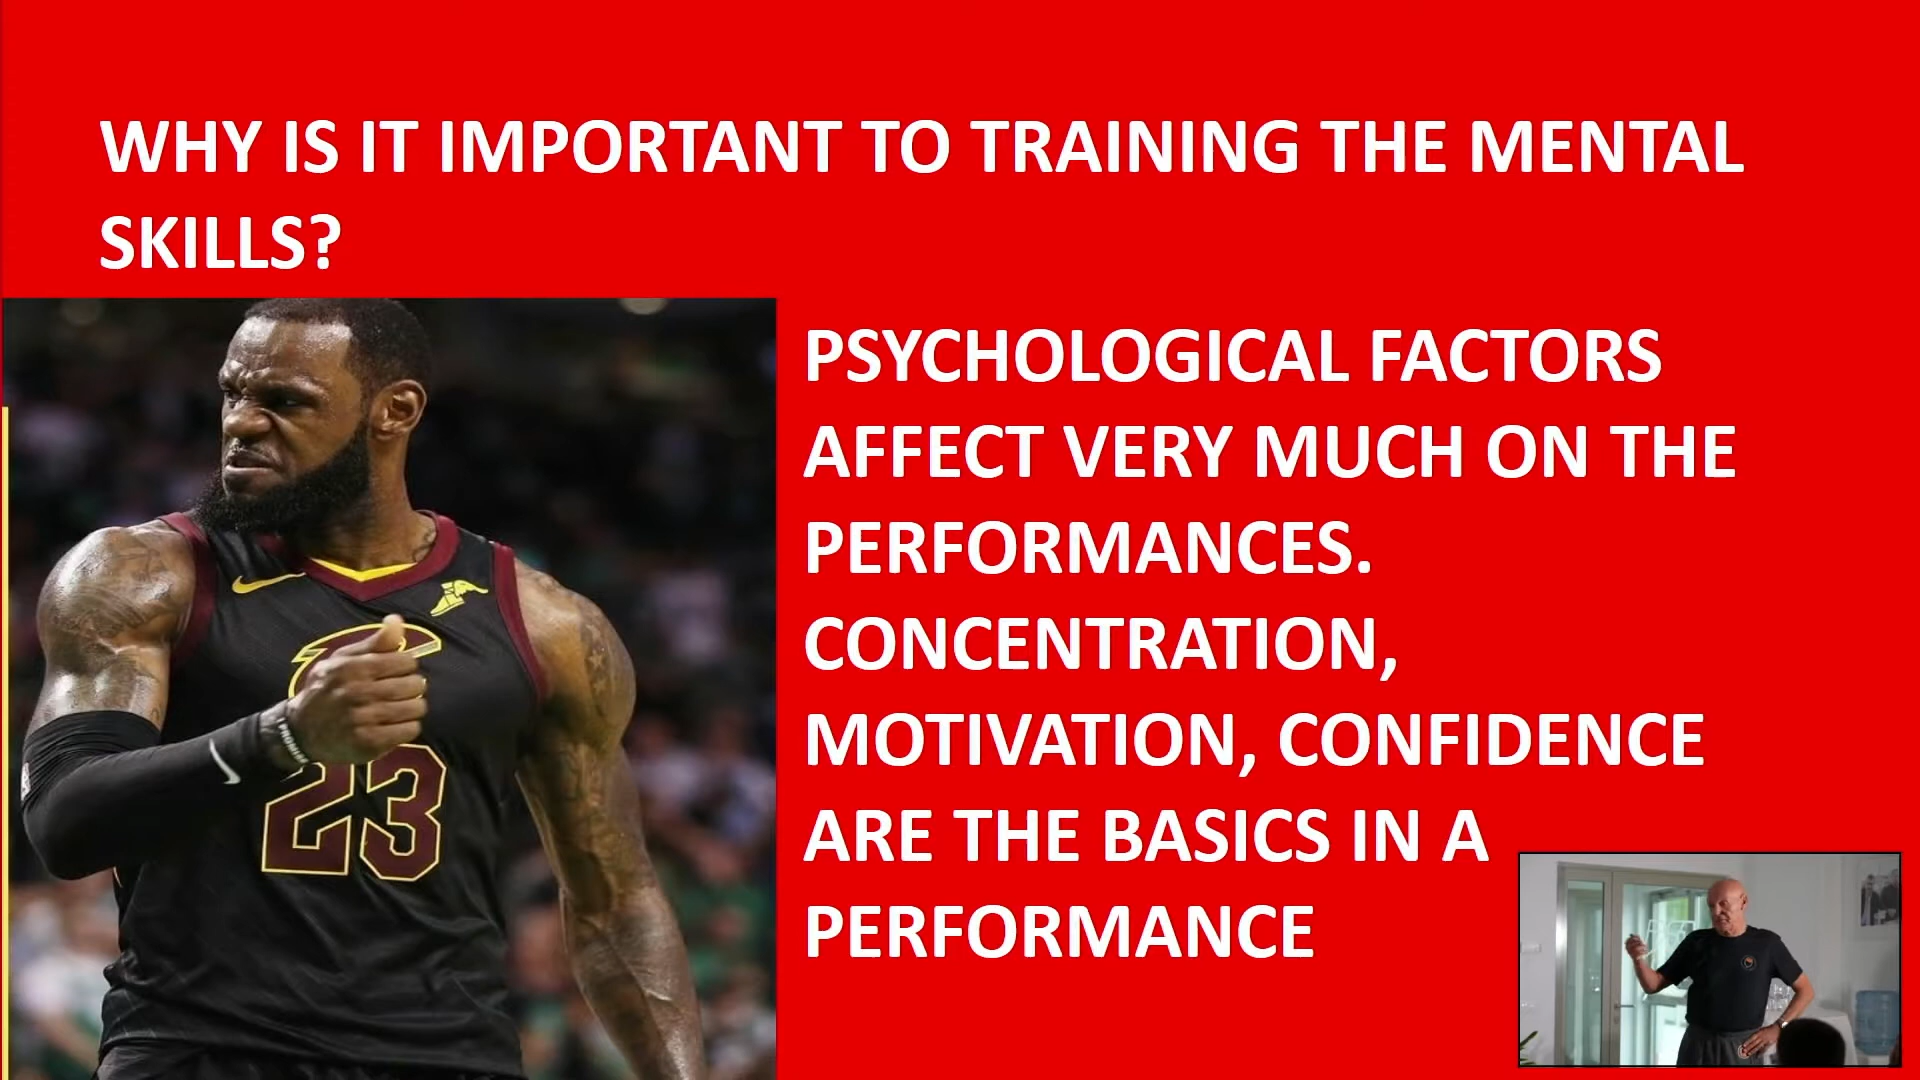 WHY IS IT IMPORTANT TO TRAINING THE MENTAL
SKILLS?
PSYCHOLOGICAL FACTORS
AFFECT VERY MUCH ON THE
PERFORMANCES.
CONCENTRATION,
MOTIVATION, CONFIDENCE
ARE THE BASICS IN A
PERFORMANCE
23